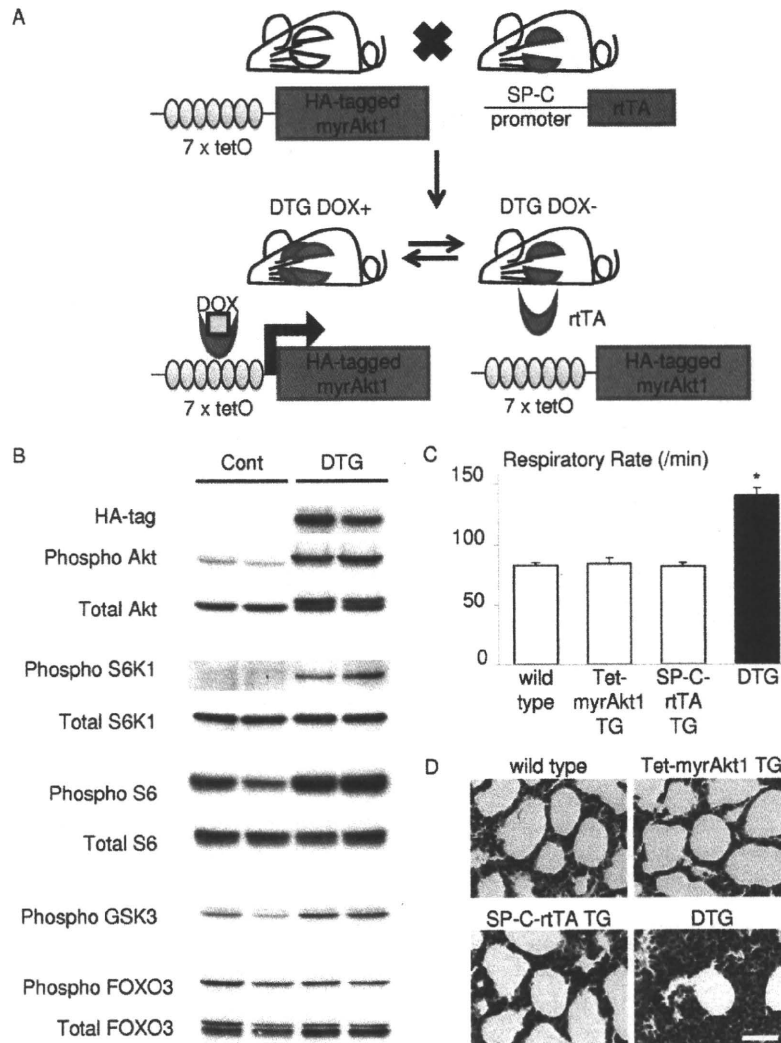 A
HA-tagged
myrAkt1
7 x tetO
SP-C
promoter
rtTA
DTG DOX+
DTG DOX-
DOX
rtTA
HA-tagged
myrAkt1
7 x tetO
HA-tagged
myrAkt1
7 x tetO
B
Cont
DTG
HA-tag
Phospho Akt
Total Akt
Phospho S6K1
Total S6K1
Phospho S6
Total S6
Phospho GSK3
Phospho FOXO3
Total FOXO3
C
Respiratory Rate (/min)
150
100
50
0
*
wild
type
Tet-
myrAkt1
TG
SP-C-
rtTA
TG
DTG
D
wild type
Tet-myrAkt1 TG
SP-C-rtTA TG
DTG